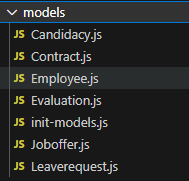 models
JS Candidacy.js
JS Contract.js
JS Employee.js
JS Evaluation.js
JS init-models.js
JS Joboffer.js
JS Leaverequest.js